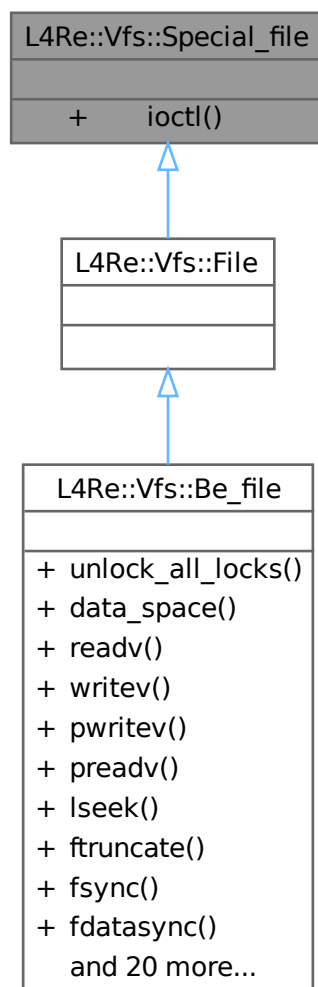 L4Re::Vfs::Special_file
+ ioctl()
L4Re::Vfs::File
L4Re::Vfs::Be_file
+ unlock_all_locks()
+ data_space()
+ readv()
+ writev()
+ pwritev()
+ preadv()
+ lseek()
+ ftruncate()
+ fsync()
+ fdatasync()
and 20 more...